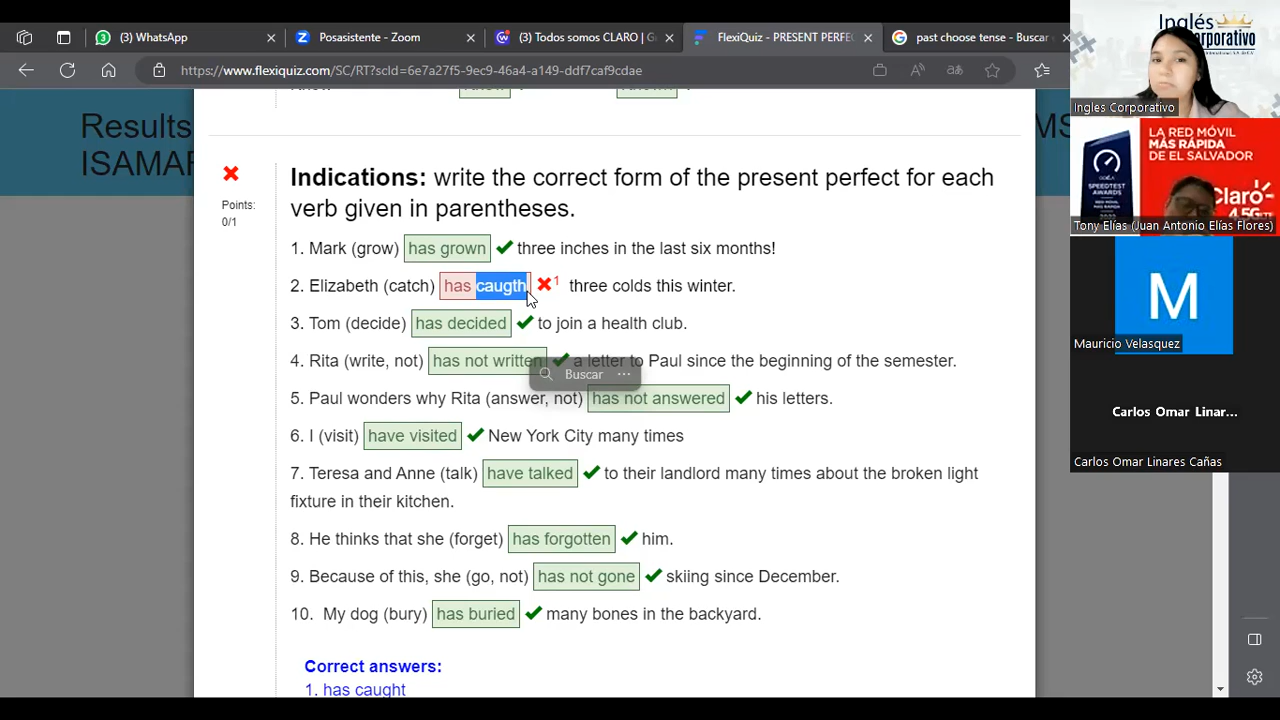 (3) WhatsApp
Posasistente - Zoom
(3) Todos somos CLARO | G
FlexiQuiz - PRESENT PERFE
past choose tense - Buscar
https://www.flexiquiz.com/SC/RT?scId=6e7a27f5-9ec9-46a4-a149-ddf7caf9cdae
Results
ISAMAR
Points:
0/1
Indications: write the correct form of the present perfect for each
verb given in parentheses.
1. Mark (grow) has grown three inches in the last six months!
2. Elizabeth (catch) has caugth 1 three colds this winter.
3. Tom (decide) has decided to join a health club.
4. Rita (write, not) has not written a letter to Paul since the beginning of the semester.
Buscar ...
5. Paul wonders why Rita (answer, not) has not answered his letters.
6. I (visit) have visited New York City many times
7. Teresa and Anne (talk) have talked to their landlord many times about the broken light
fixture in their kitchen.
8. He thinks that she (forget) has forgotten him.
9. Because of this, she (go, not) has not gone skiing since December.
10. My dog (bury) has buried many bones in the backyard.
Correct answers:
1. has caught
Inglés
Corporativo
Ingles Corporativo
LA RED MÓVIL
MÁS RÁPIDA
DE EL SALVADOR
SPEEDTEST
AWARDS
Claro
4.5G
Tony Elías (Juan Antonio Elías Flores)
M
Mauricio Velasquez
Carlos Omar Linar...
Carlos Omar Linares Cañas